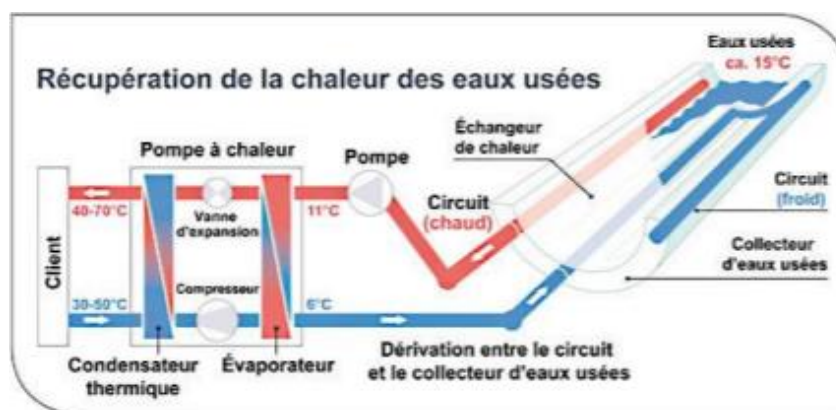 Eaux usées
ca. 15°C
Récupération de la chaleur des eaux usées
Échangeur
de chaleur
Pompe à chaleur
Pompe
Circuit
(chaud)
Circuit
(froid)
40-70°C
Vanne
d'expansion
11°C
Client
Collecteur
d'eaux usées
Compresseur
30-50°C
6°C
Condensateur
thermique
Évaporateur
Dérivation entre le circuit
et le collecteur d'eaux usées